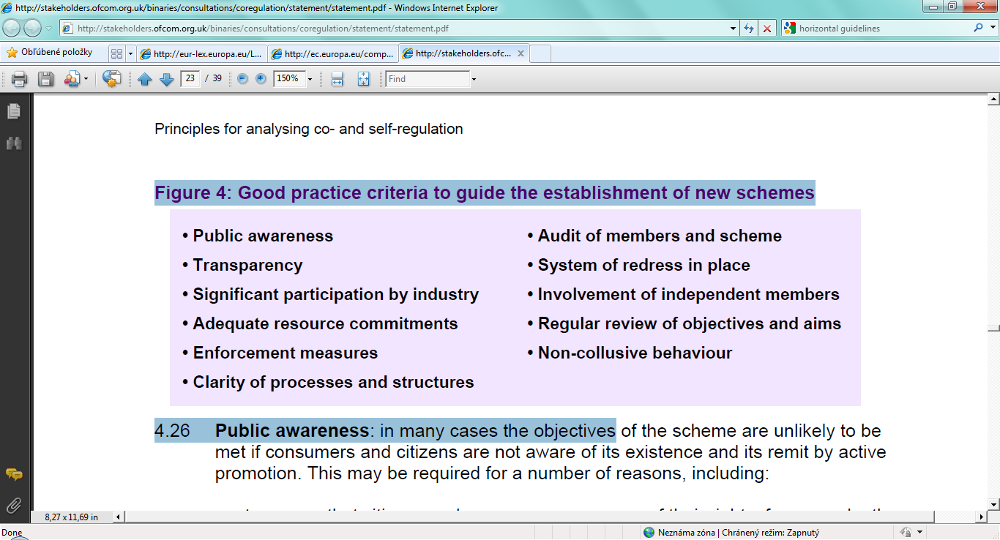 http://stakeholders.ofcom.org.uk/binaries/consultations/coregulation/statement/statement.pdf - Windows Internet Explorer
http://stakeholders.ofcom.org.uk/binaries/consultations/coregulation/statement/statement.pdf
horizontal guidelines
Obľúbené položky
http://eur-lex.europa.eu/L...
http://ec.europa.eu/comp...
http://stakeholders.ofc...
23 / 39
150%
Find
Principles for analysing co- and self-regulation
Figure 4: Good practice criteria to guide the establishment of new schemes
• Public awareness
• Transparency
• Significant participation by industry
• Adequate resource commitments
• Enforcement measures
• Clarity of processes and structures
• Audit of members and scheme
• System of redress in place
• Involvement of independent members
• Regular review of objectives and aims
• Non-collusive behaviour
4.26 Public awareness: in many cases the objectives of the scheme are unlikely to be
met if consumers and citizens are not aware of its existence and its remit by active
promotion. This may be required for a number of reasons, including:
8,27 x 11,69 in
Done
Neznáma zóna | Chránený režim: Zapnutý